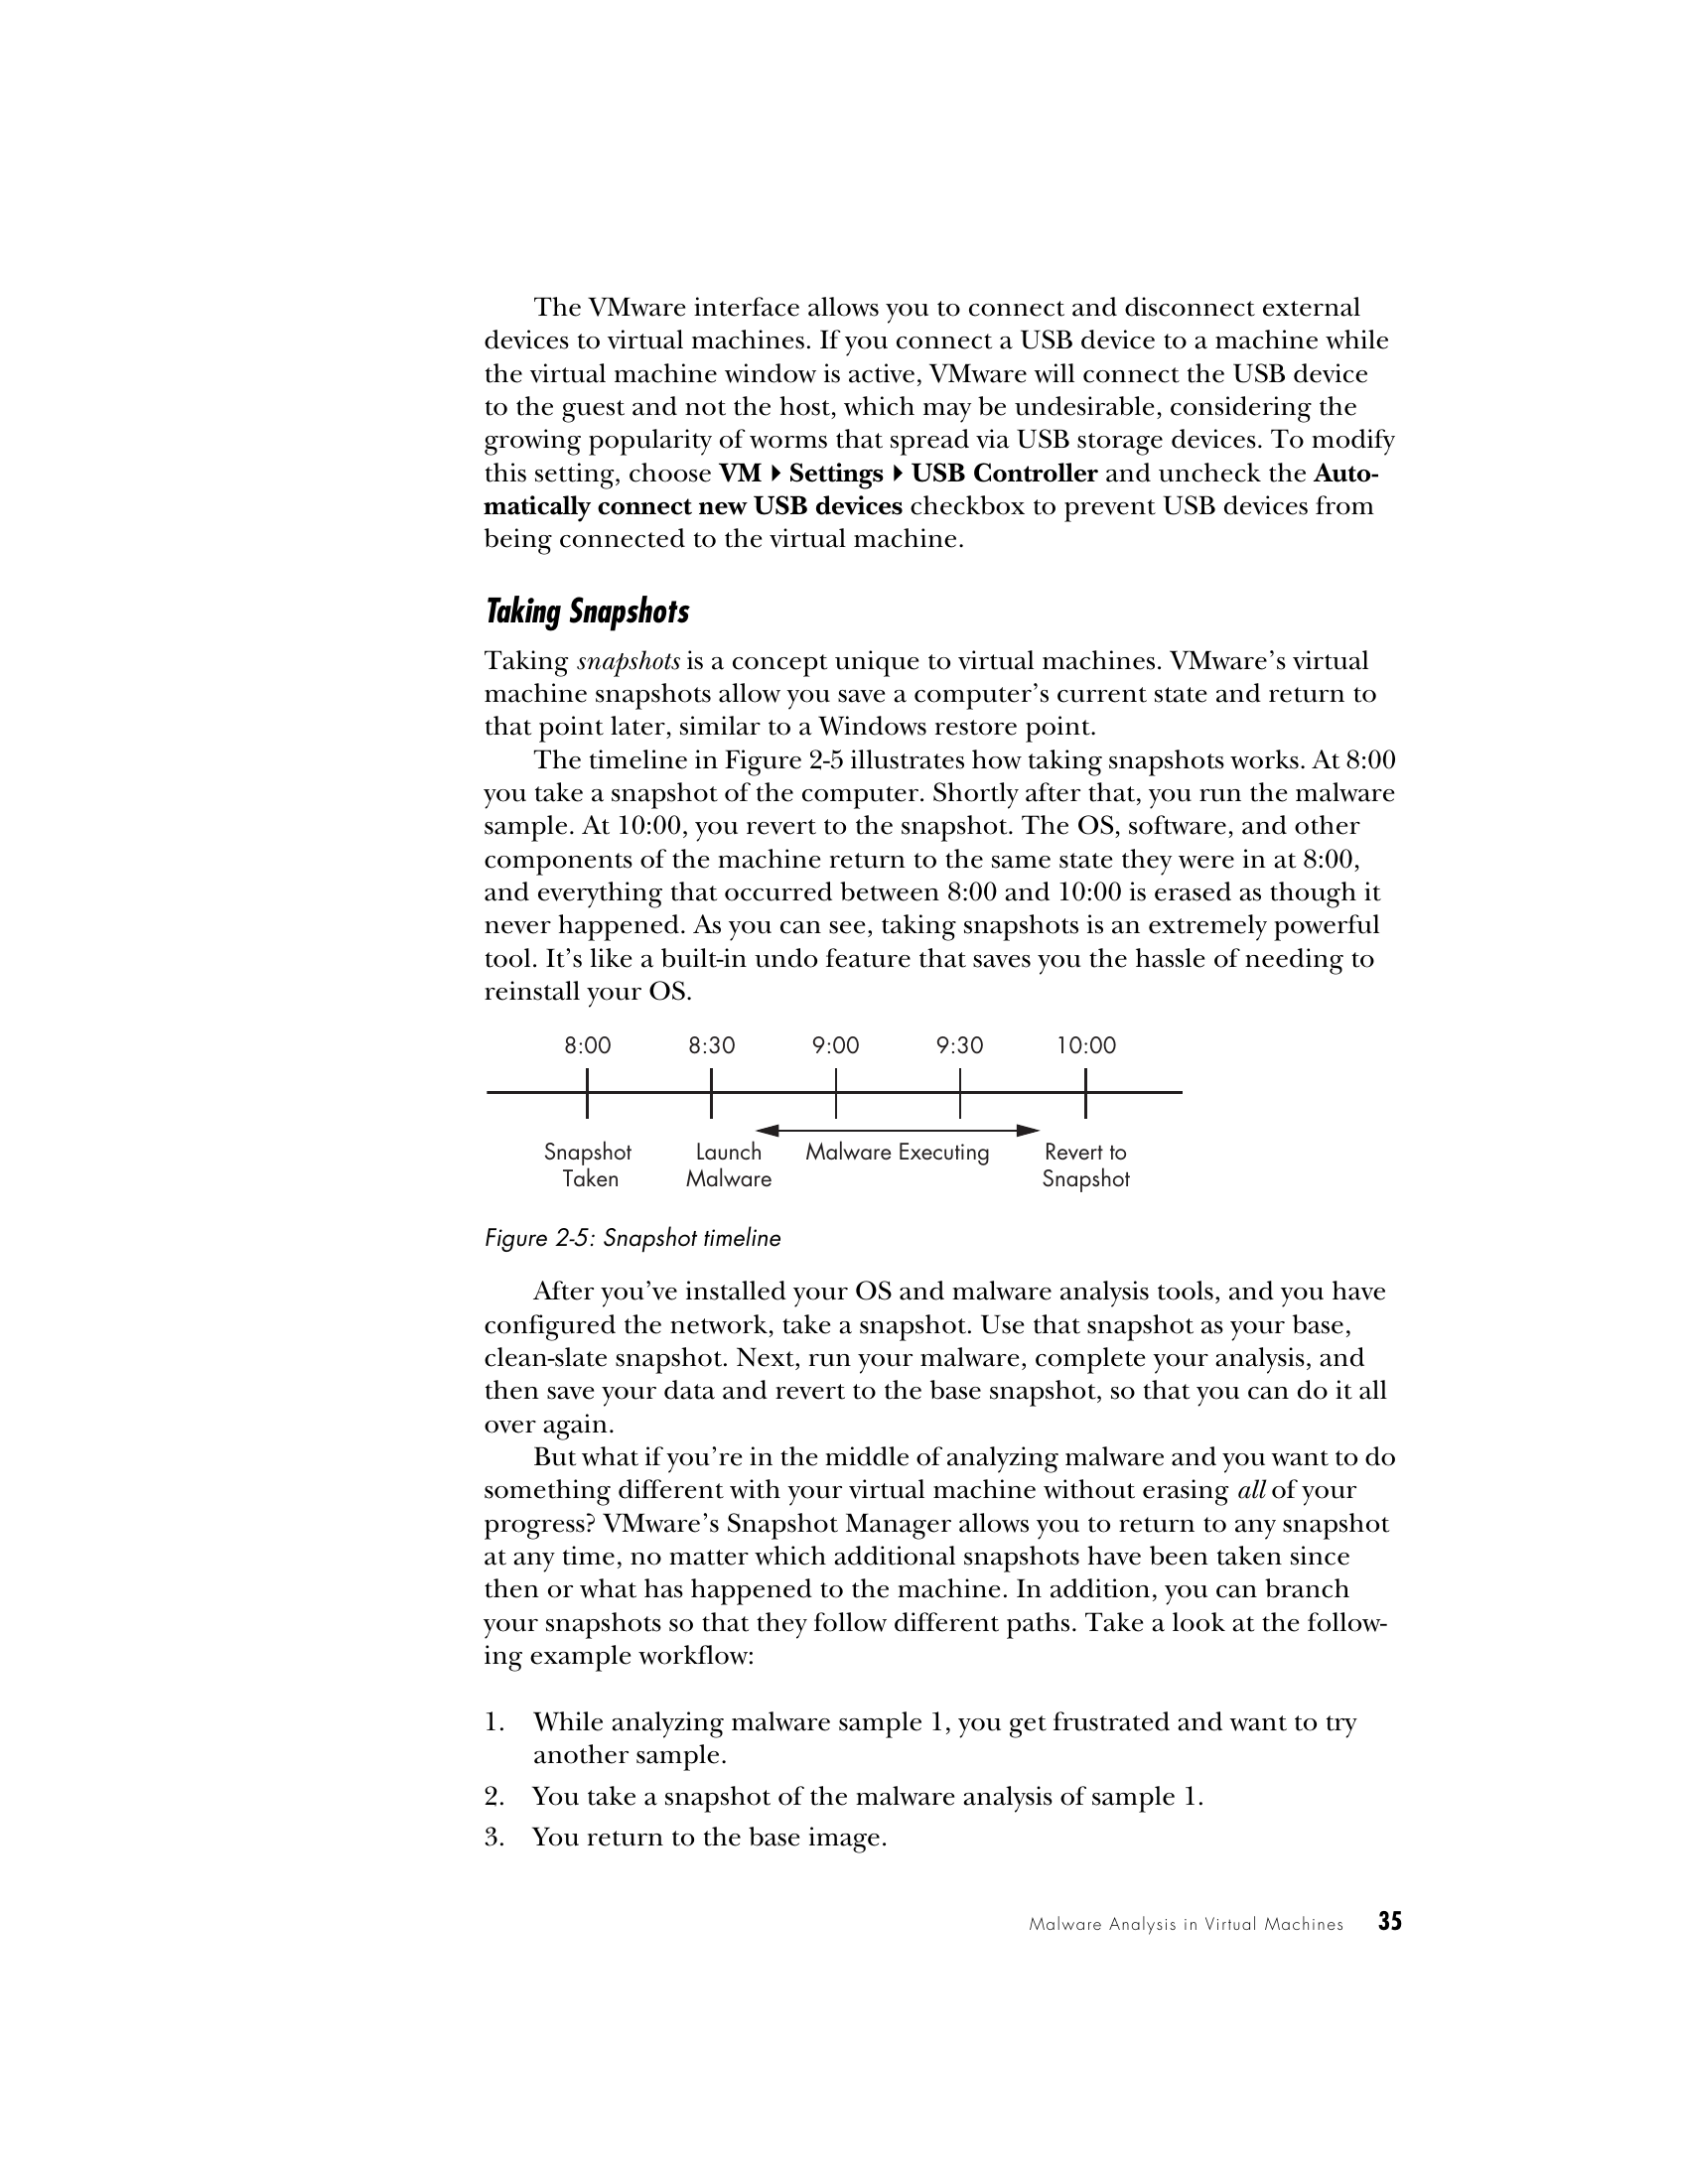 The VMware interface allows you to connect and disconnect external
devices to virtual machines. If you connect a USB device to a machine while
the virtual machine window is active, VMware will connect the USB device
to the guest and not the host, which may be undesirable, considering the
growing popularity of worms that spread via USB storage devices. To modify
this setting, choose VM ▸ Settings ▸ USB Controller and uncheck the Auto-
matically connect new USB devices checkbox to prevent USB devices from
being connected to the virtual machine.
Taking Snapshots
Taking snapshots is a concept unique to virtual machines. VMware’s virtual
machine snapshots allow you save a computer’s current state and return to
that point later, similar to a Windows restore point.
The timeline in Figure 2-5 illustrates how taking snapshots works. At 8:00
you take a snapshot of the computer. Shortly after that, you run the malware
sample. At 10:00, you revert to the snapshot. The OS, software, and other
components of the machine return to the same state they were in at 8:00,
and everything that occurred between 8:00 and 10:00 is erased as though it
never happened. As you can see, taking snapshots is an extremely powerful
tool. It’s like a built-in undo feature that saves you the hassle of needing to
reinstall your OS.
8:00 8:30 9:00 9:30 10:00
Snapshot Launch Malware Executing Revert to
Taken Malware Snapshot
Figure 2-5: Snapshot timeline
After you’ve installed your OS and malware analysis tools, and you have
configured the network, take a snapshot. Use that snapshot as your base,
clean-slate snapshot. Next, run your malware, complete your analysis, and
then save your data and revert to the base snapshot, so that you can do it all
over again.
But what if you’re in the middle of analyzing malware and you want to do
something different with your virtual machine without erasing all of your
progress? VMware’s Snapshot Manager allows you to return to any snapshot
at any time, no matter which additional snapshots have been taken since
then or what has happened to the machine. In addition, you can branch
your snapshots so that they follow different paths. Take a look at the follow-
ing example workflow:
1. While analyzing malware sample 1, you get frustrated and want to try
another sample.
2. You take a snapshot of the malware analysis of sample 1.
3. You return to the base image.
Malware Analysis in Virtual Machines 35